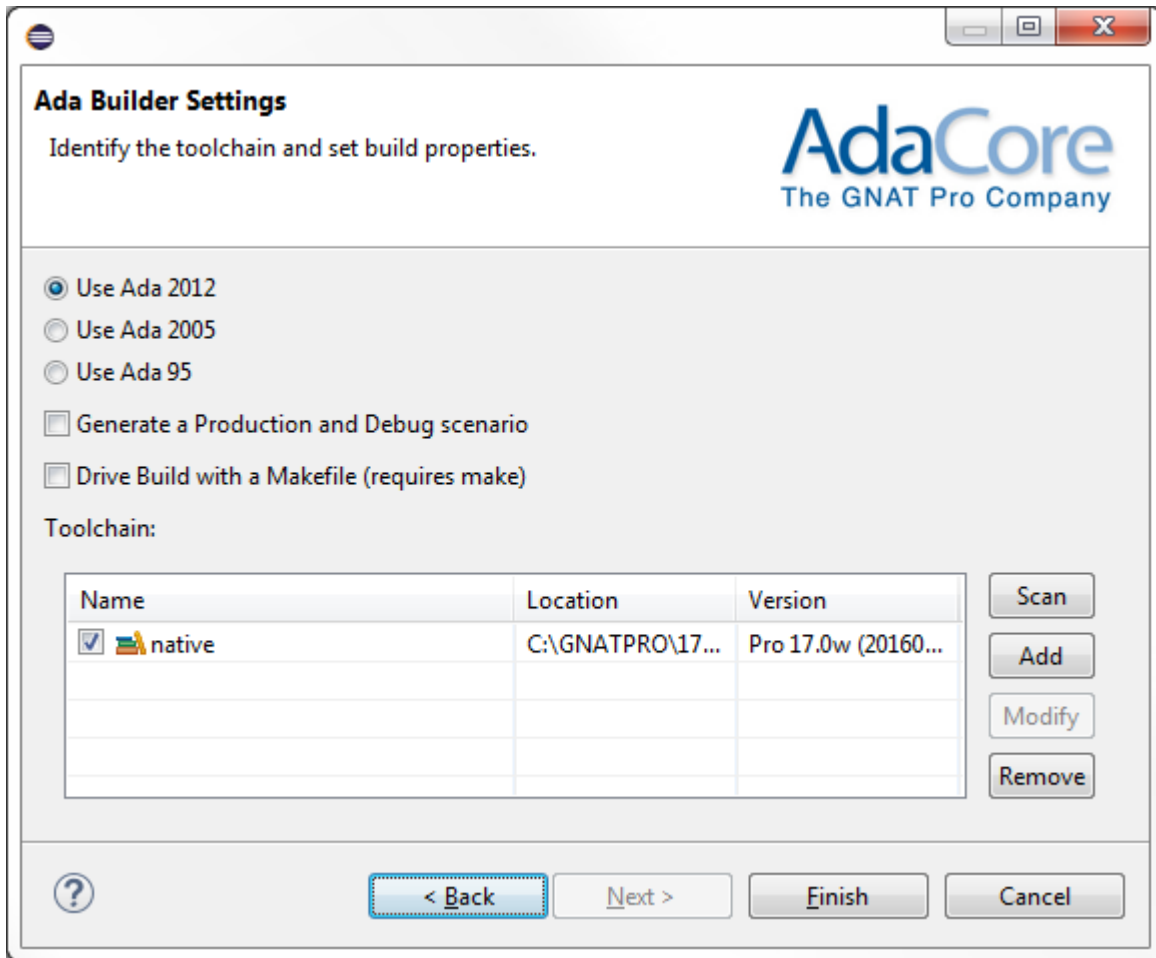 Ada Builder Settings
Identify the toolchain and set build properties.
AdaCore
The GNAT Pro Company
Use Ada 2012
Use Ada 2005
Use Ada 95
Generate a Production and Debug scenario
Drive Build with a Makefile (requires make)
Toolchain:
Name Location Version
native C:\GNATPRO\17... Pro 17.0w (20160...
Scan
Add
Modify
Remove
? < Back Next > Finish Cancel